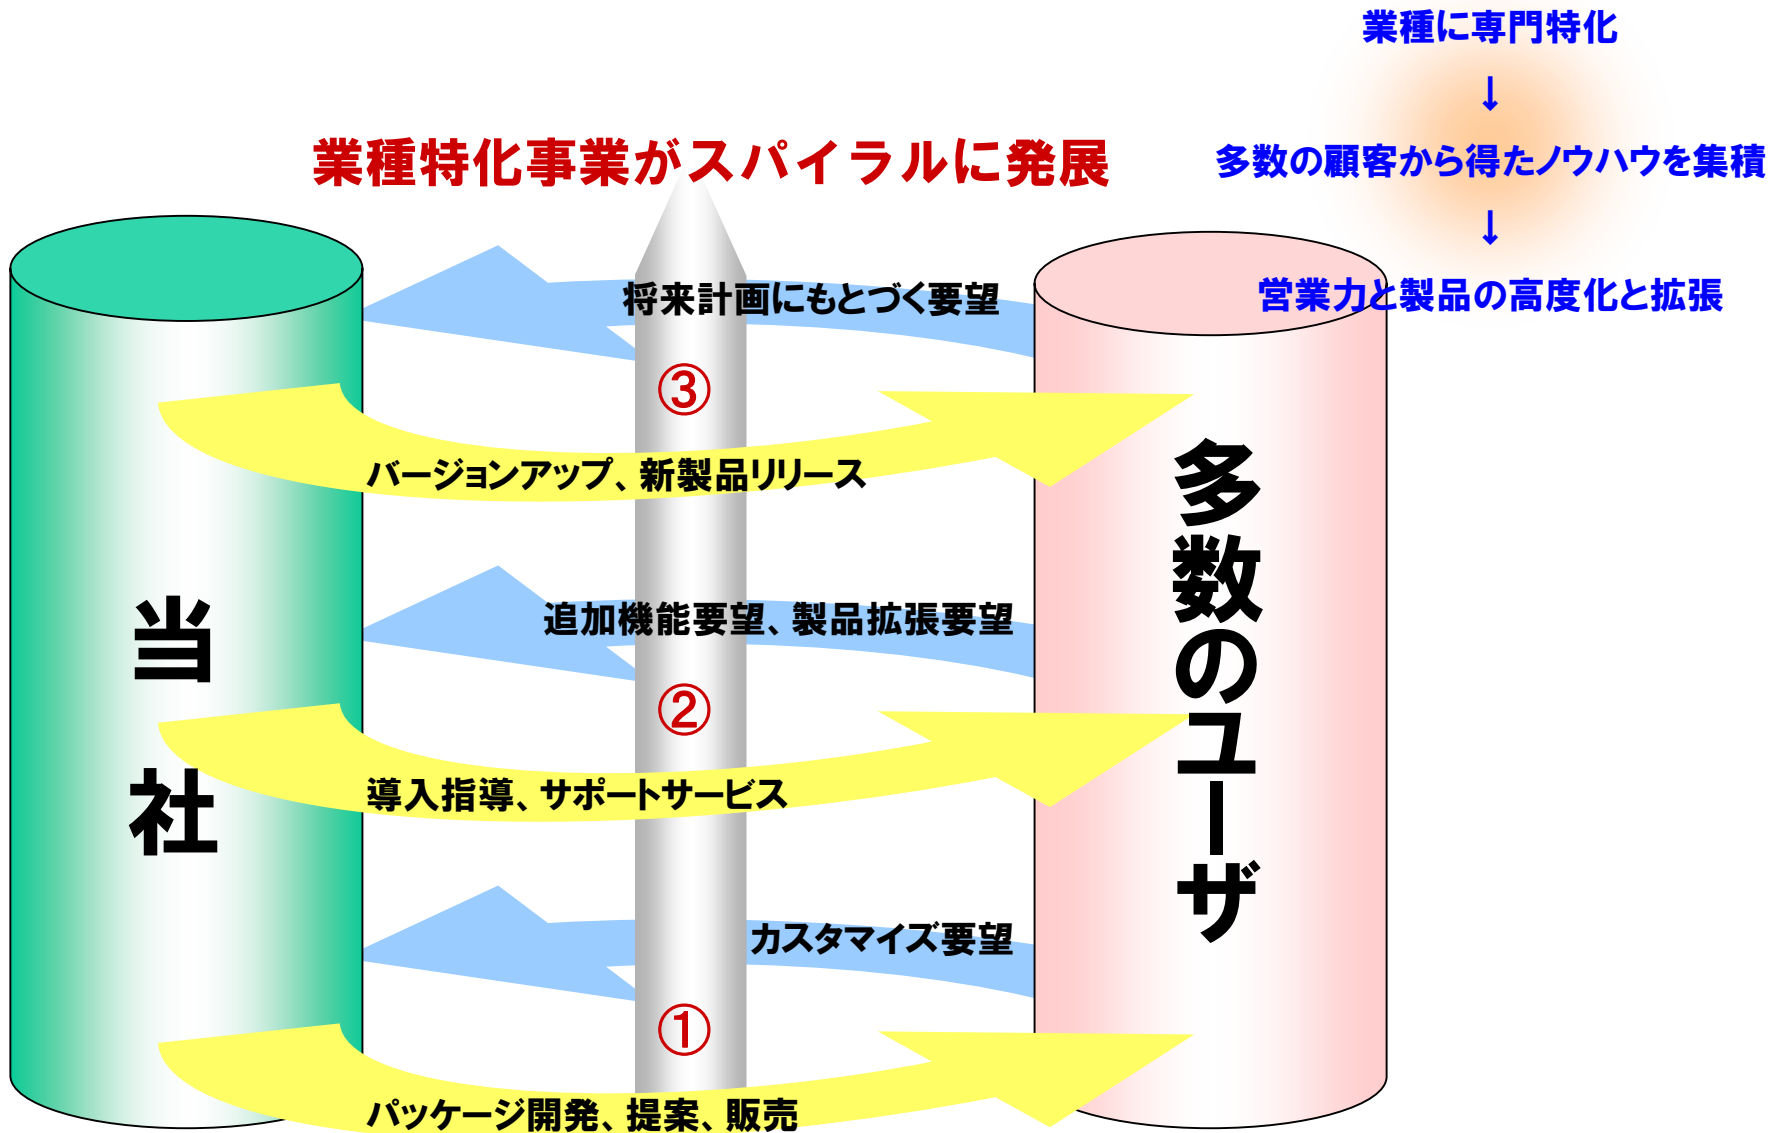 業種に専門特化
↓
多数の顧客から得たノウハウを集積
↓
営業力と製品の高度化と拡張
業種特化事業がスパイラルに発展
将来計画にもとづく要望
③
バージョンアップ、新製品リリース
追加機能要望、製品拡張要望
②
導入指導、サポートサービス
カスタマイズ要望
①
パッケージ開発、提案、販売
当社
多数のユーザ